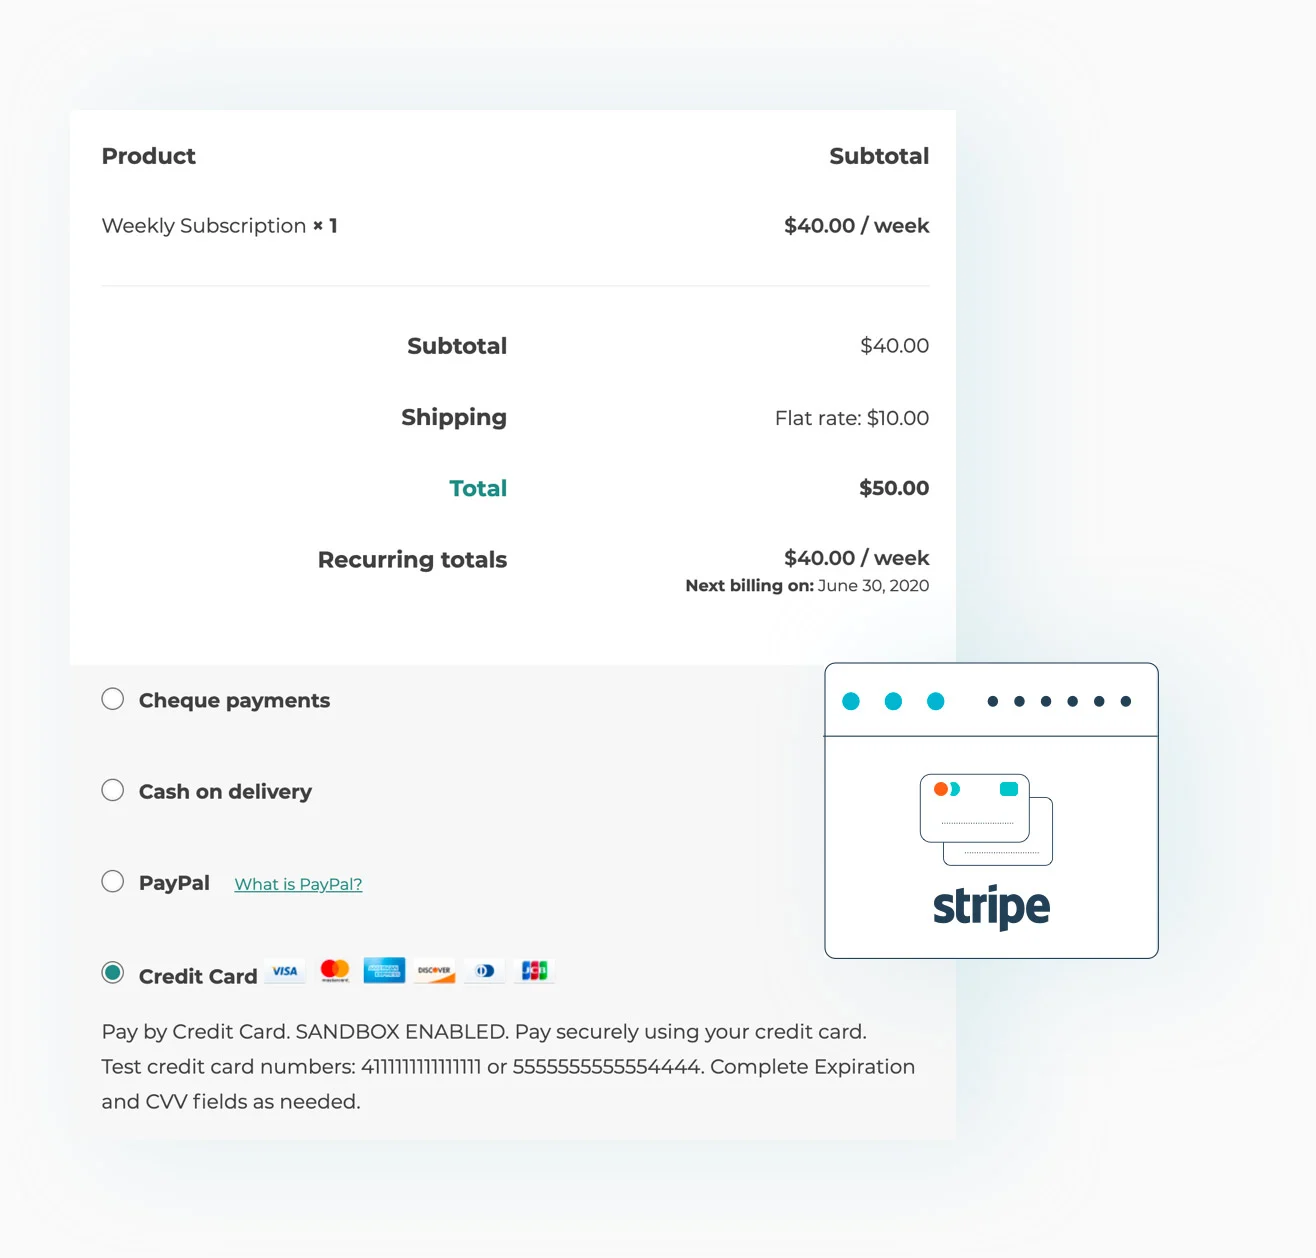 Product Subtotal
Weekly Subscription × 1 $40.00 / week
Subtotal $40.00
Shipping Flat rate: $10.00
Total $50.00
Recurring totals $40.00 / week
Next billing on: June 30, 2020
Cheque payments
Cash on delivery
PayPal What is PayPal?
stripe
Credit Card VISA DISCOVER JCB
Pay by Credit Card. SANDBOX ENABLED. Pay securely using your credit card.
Test credit card numbers: 4111111111111111 or 5555555555554444. Complete Expiration
and CVV fields as needed.